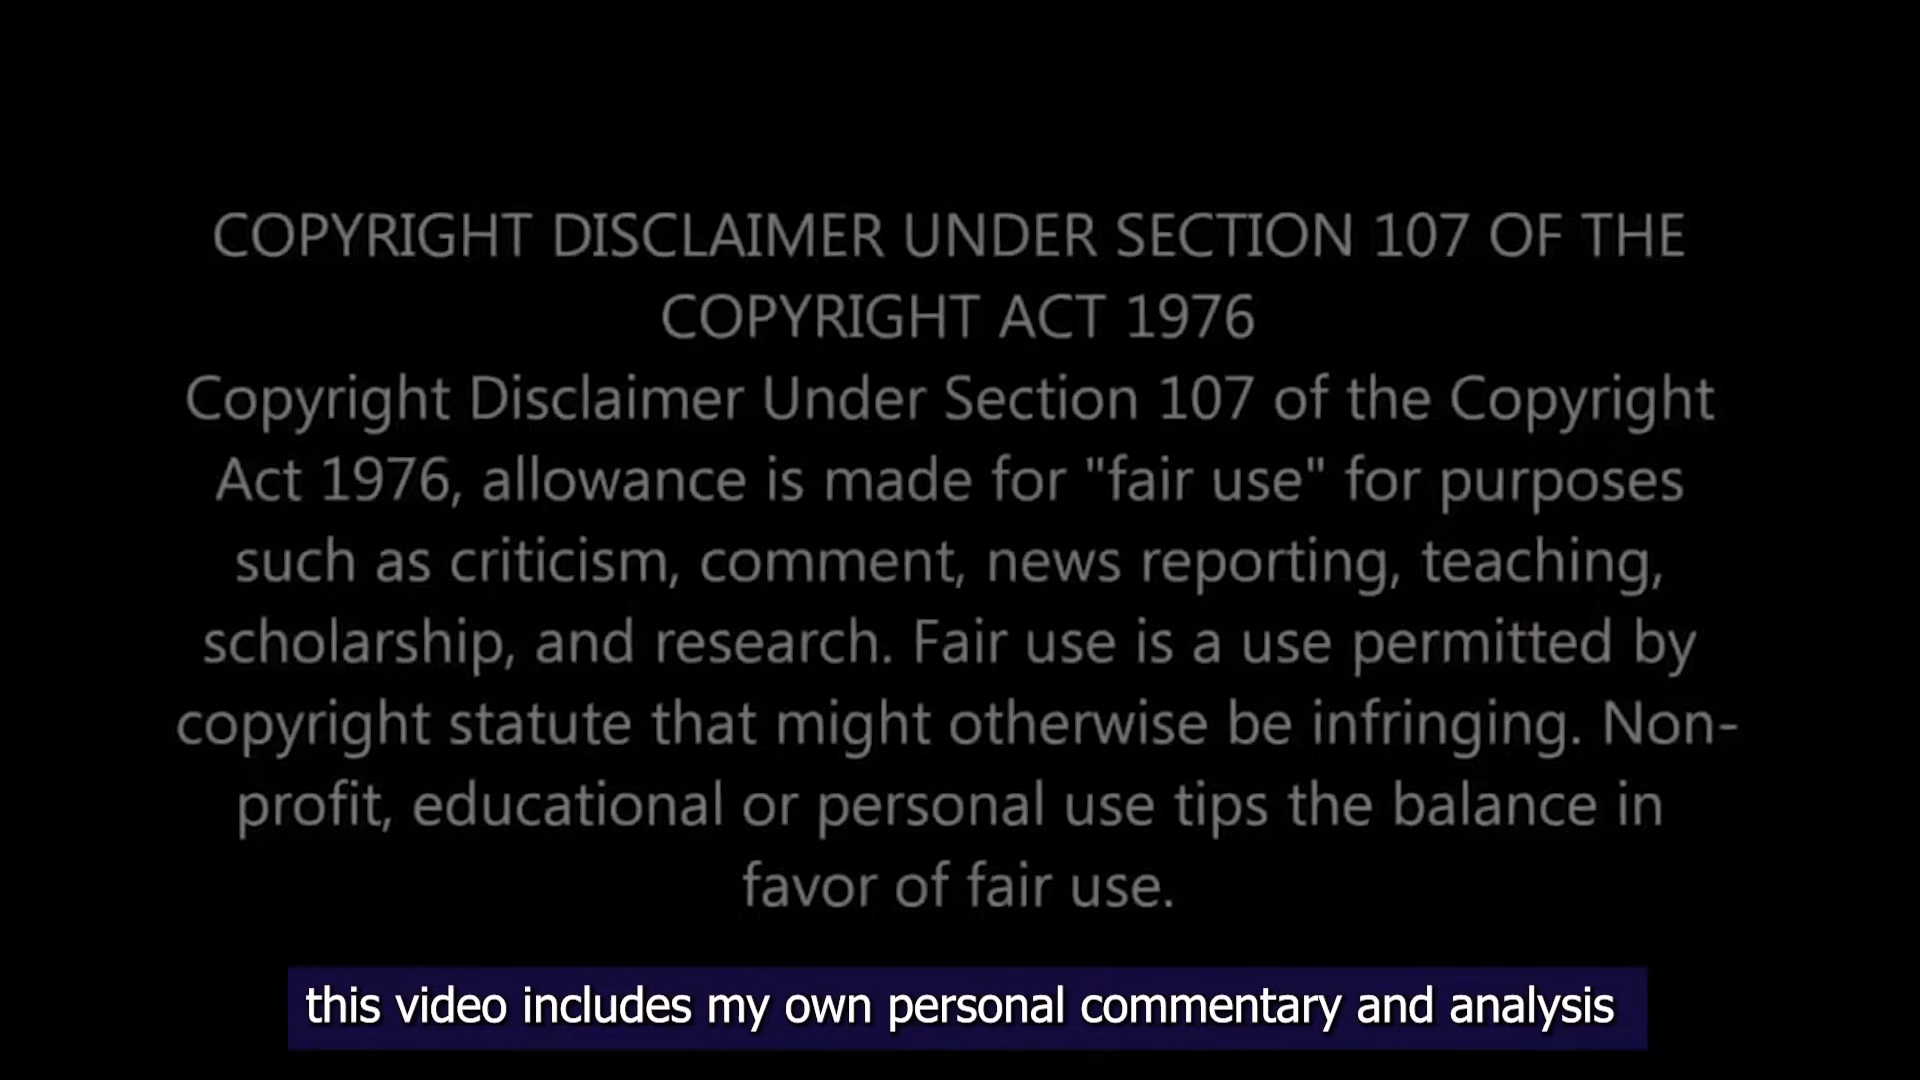 COPYRIGHT DISCLAIMER UNDER SECTION 107 OF THE
COPYRIGHT ACT 1976
Copyright Disclaimer Under Section 107 of the Copyright
Act 1976, allowance is made for "fair use" for purposes
such as criticism, comment, news reporting, teaching,
scholarship, and research. Fair use is a use permitted by
copyright statute that might otherwise be infringing. Non-
profit, educational or personal use tips the balance in
favor of fair use.
this video includes my own personal commentary and analysis